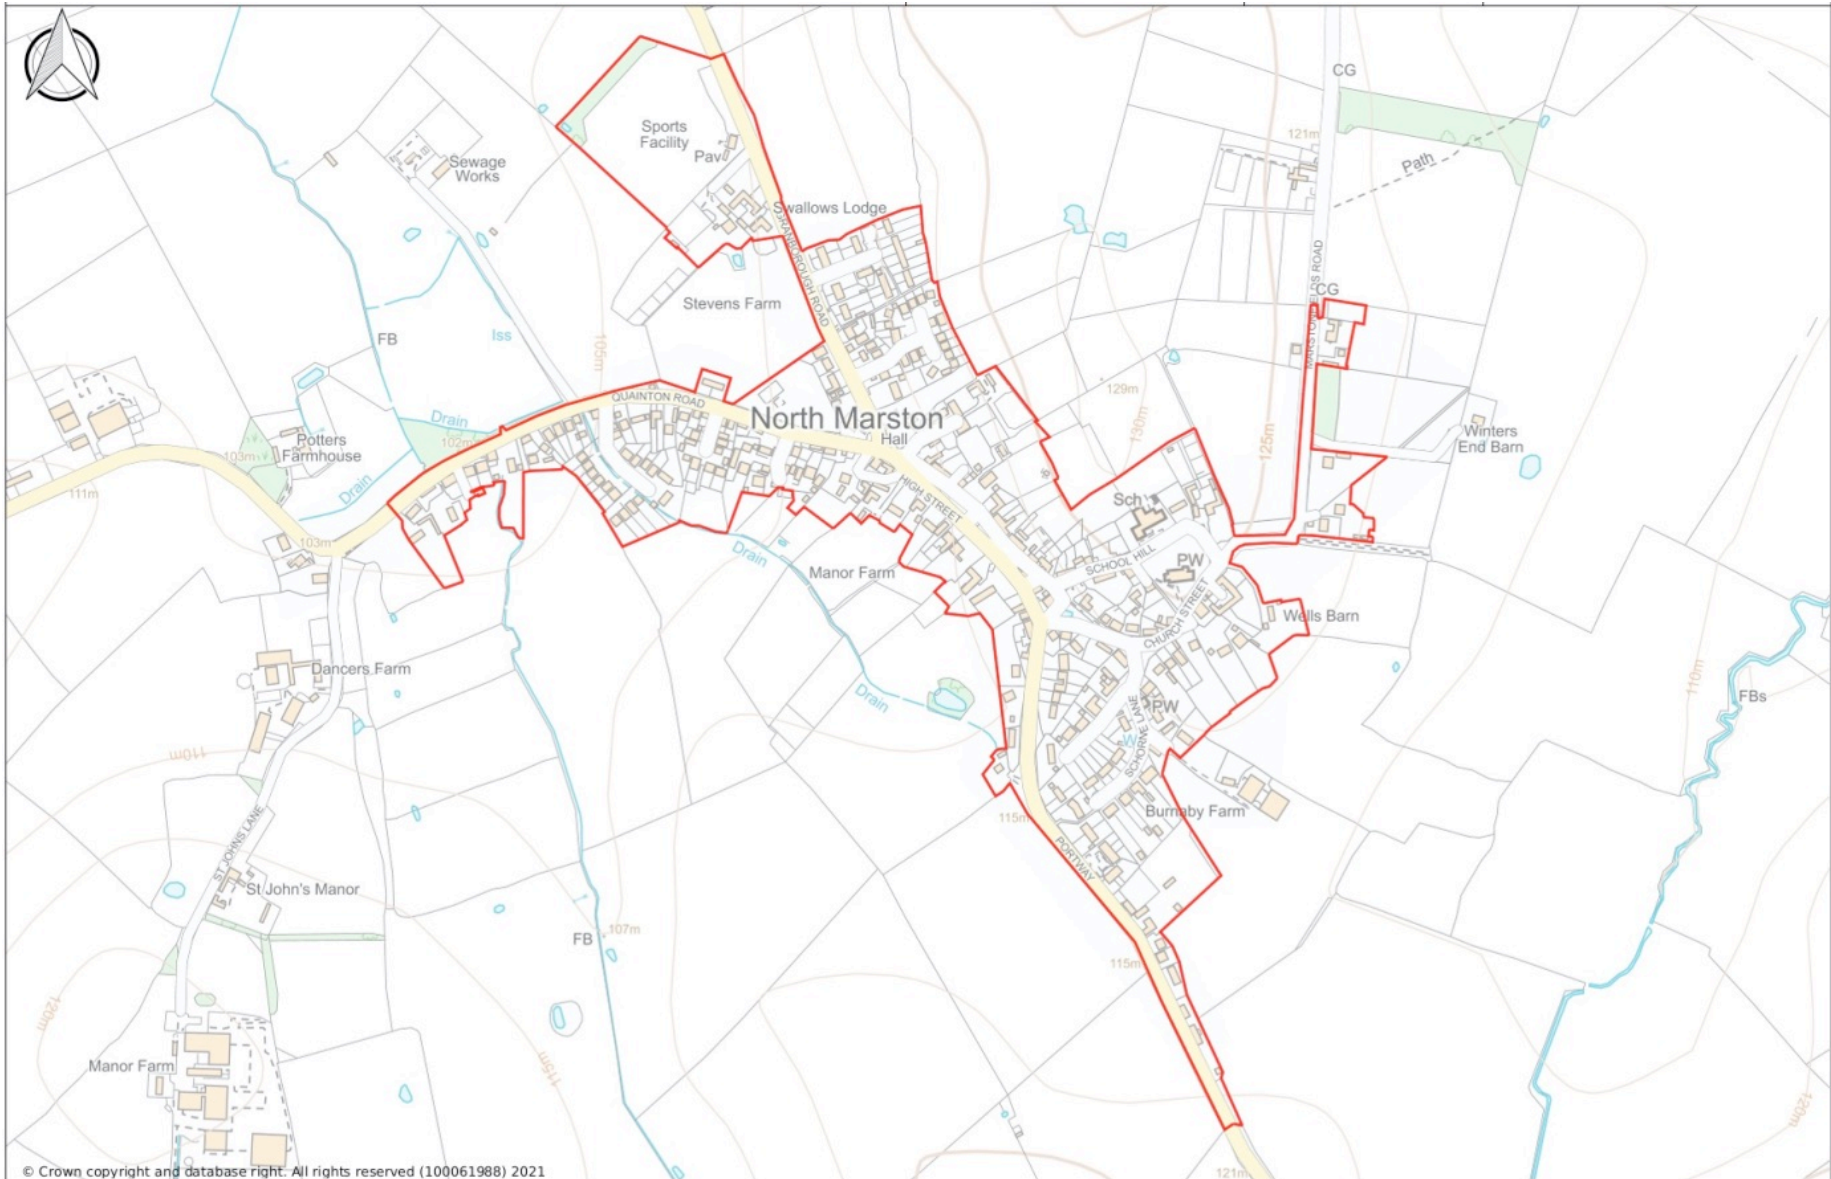 CG
121m
Sports
Facility
Pav
Sewage
Works
Path
Swallows Lodge
GRANBOROUGH ROAD
MARSTONFIELDS ROAD
CG
Stevens Farm
FB
Iss
105m
129m
130m
125m
QUAINTON ROAD
North Marston
Hall
Drain
102m
Potters
Farmhouse
103m
111m
Drain
Winters
End Barn
HIGH STREET
Sch
103m
Drain
Manor Farm
SCHOOL HILL
PW
CHURCH STREET
Wells Barn
Dancers Farm
Drain
SCHORNE LANE
PW
W
110m
FBs
110m
115m
Burnaby Farm
PORTWAY
ST JOHNS LANE
St John's Manor
FB
107m
115m
120m
115m
Manor Farm
120m
121m
© Crown copyright and database right. All rights reserved (100061988) 2021